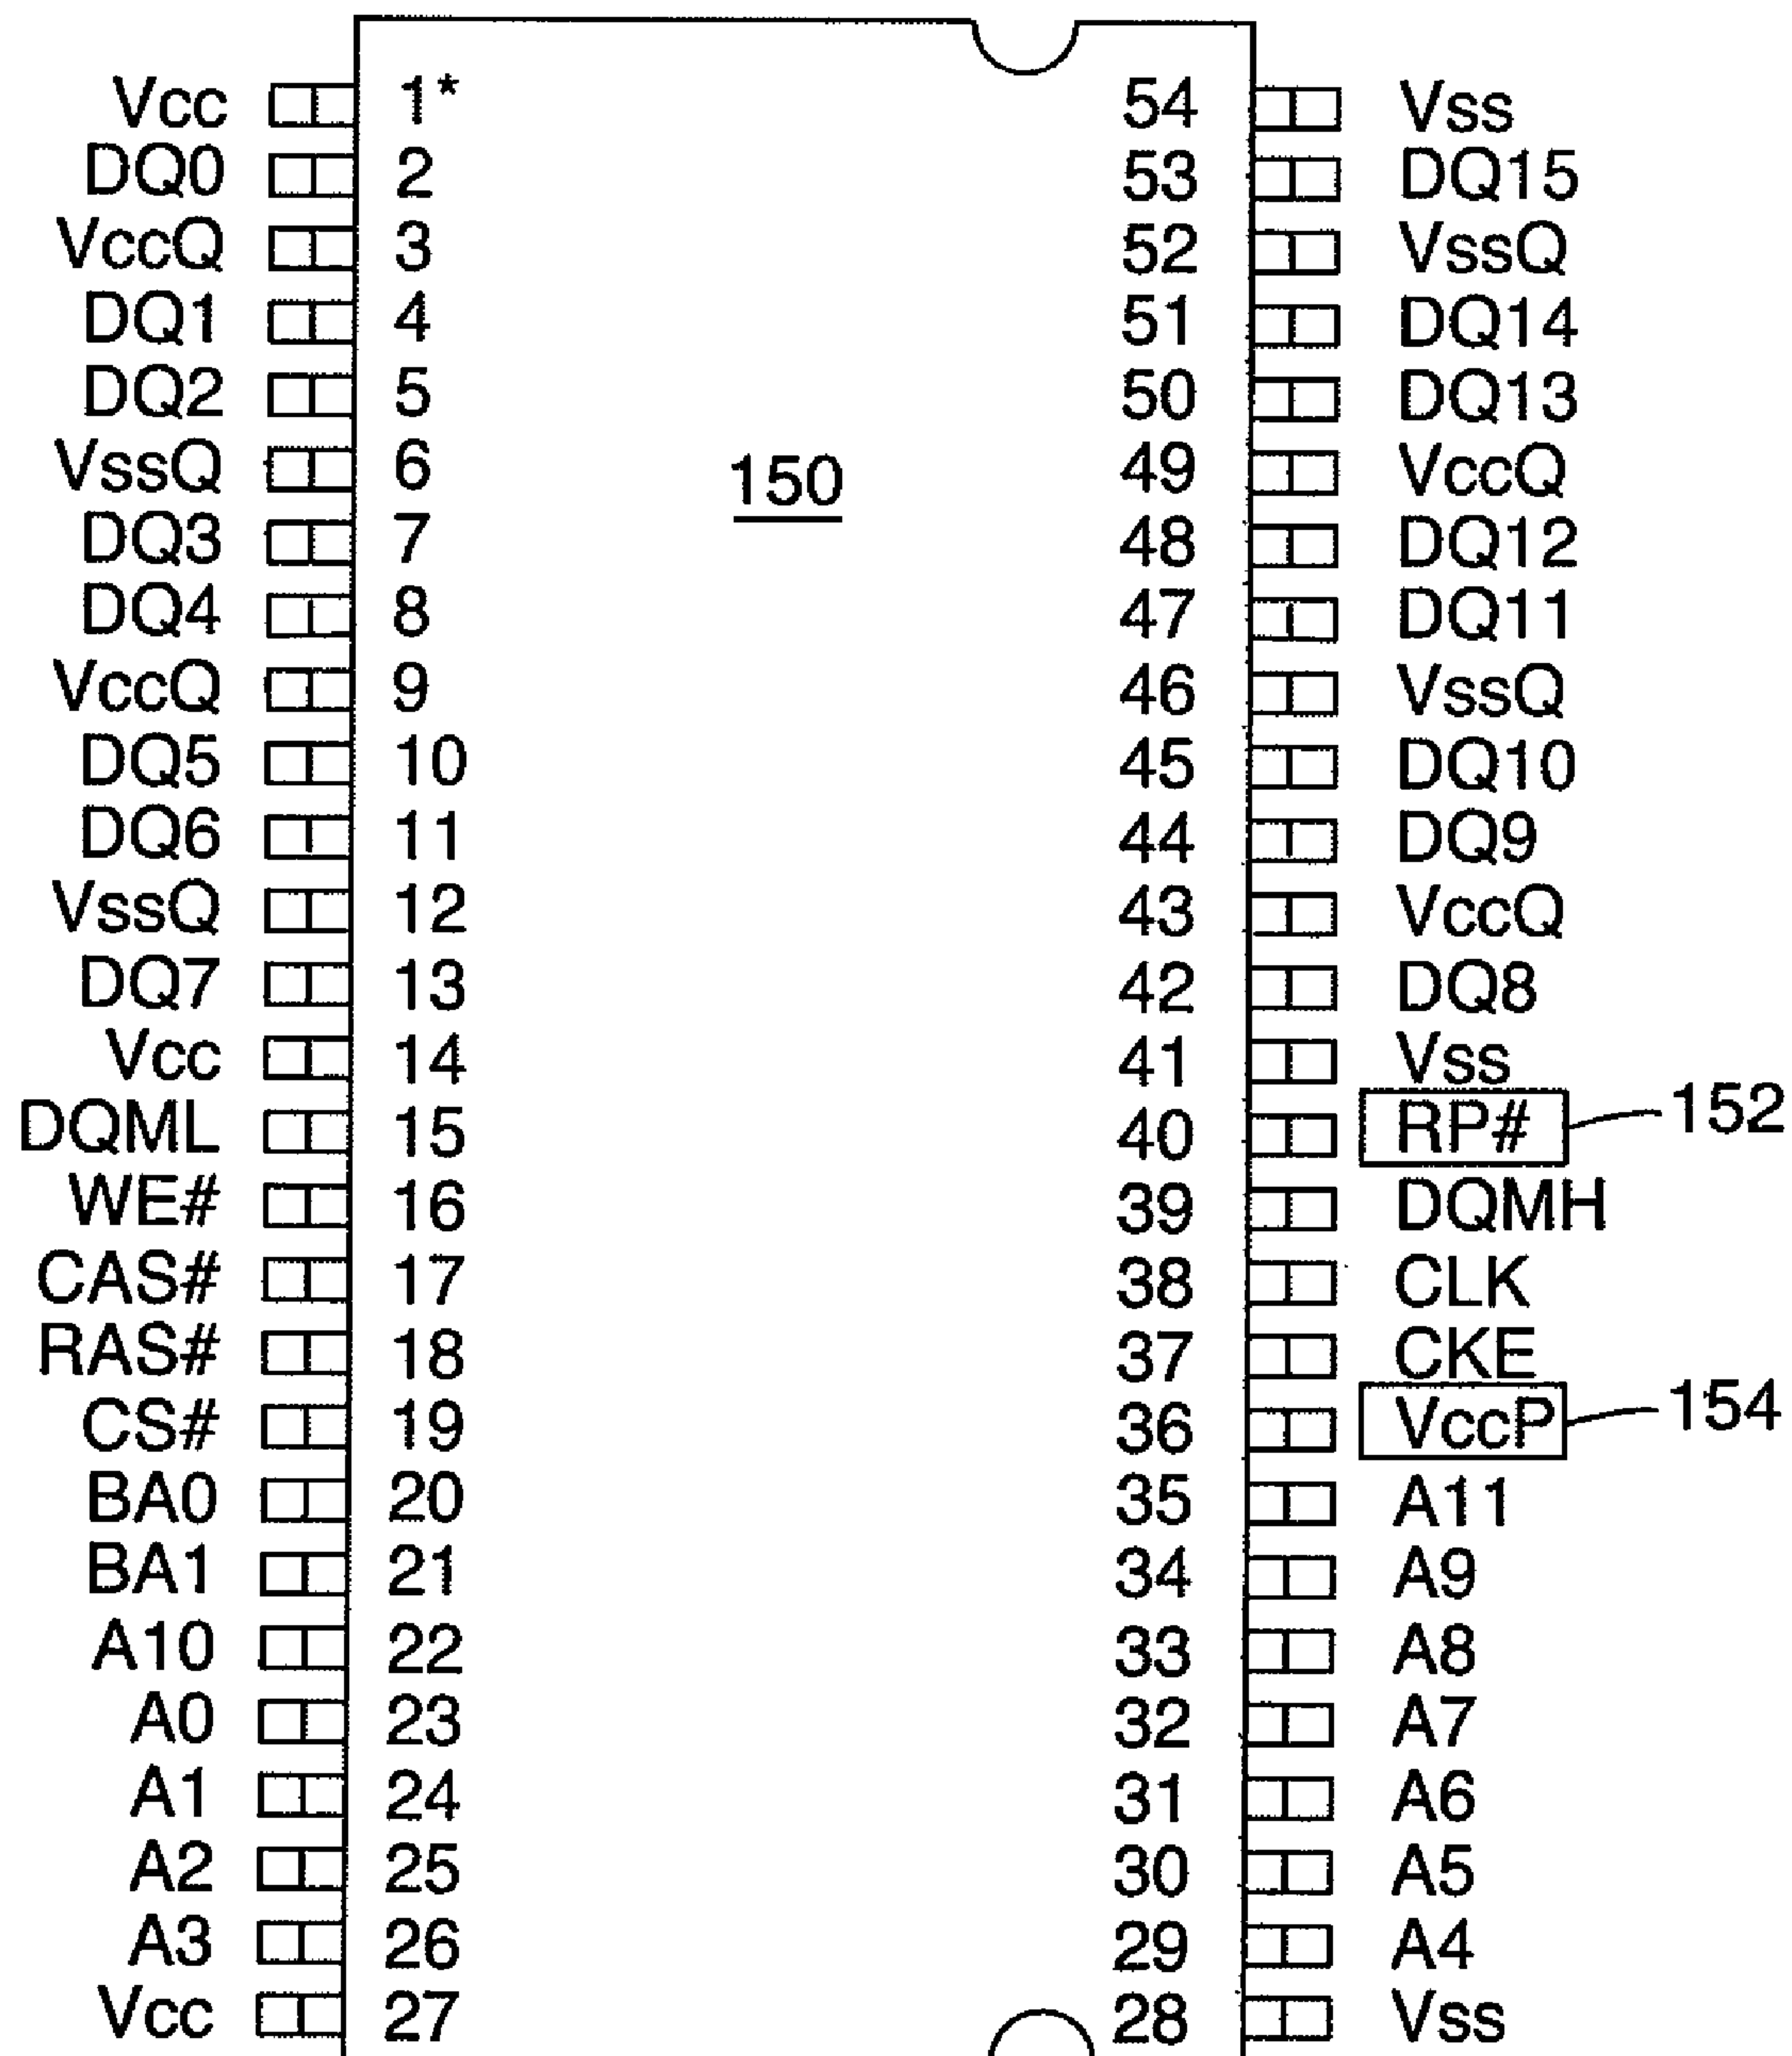 Vcc 1* 54 Vss
DQ0 2 53 DQ15
VccQ 3 52 VssQ
DQ1 4 51 DQ14
DQ2 5 50 DQ13
VssQ 6 150 49 VccQ
DQ3 7 48 DQ12
DQ4 8 47 DQ11
VccQ 9 46 VssQ
DQ5 10 45 DQ10
DQ6 11 44 DQ9
VssQ 12 43 VccQ
DQ7 13 42 DQ8
Vcc 14 41 Vss
DQML 15 40 RP# 152
WE# 16 39 DQMH
CAS# 17 38 CLK
RAS# 18 37 CKE
CS# 19 36 VccP 154
BA0 20 35 A11
BA1 21 34 A9
A10 22 33 A8
A0 23 32 A7
A1 24 31 A6
A2 25 30 A5
A3 26 29 A4
Vcc 27 28 Vss